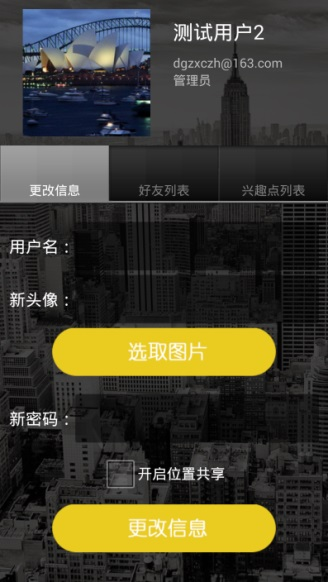 测试用户2
dgzxczh@163.com
管理员
更改信息 好友列表 兴趣点列表
用户名：
新头像：
选取图片
新密码：
开启位置共享
更改信息